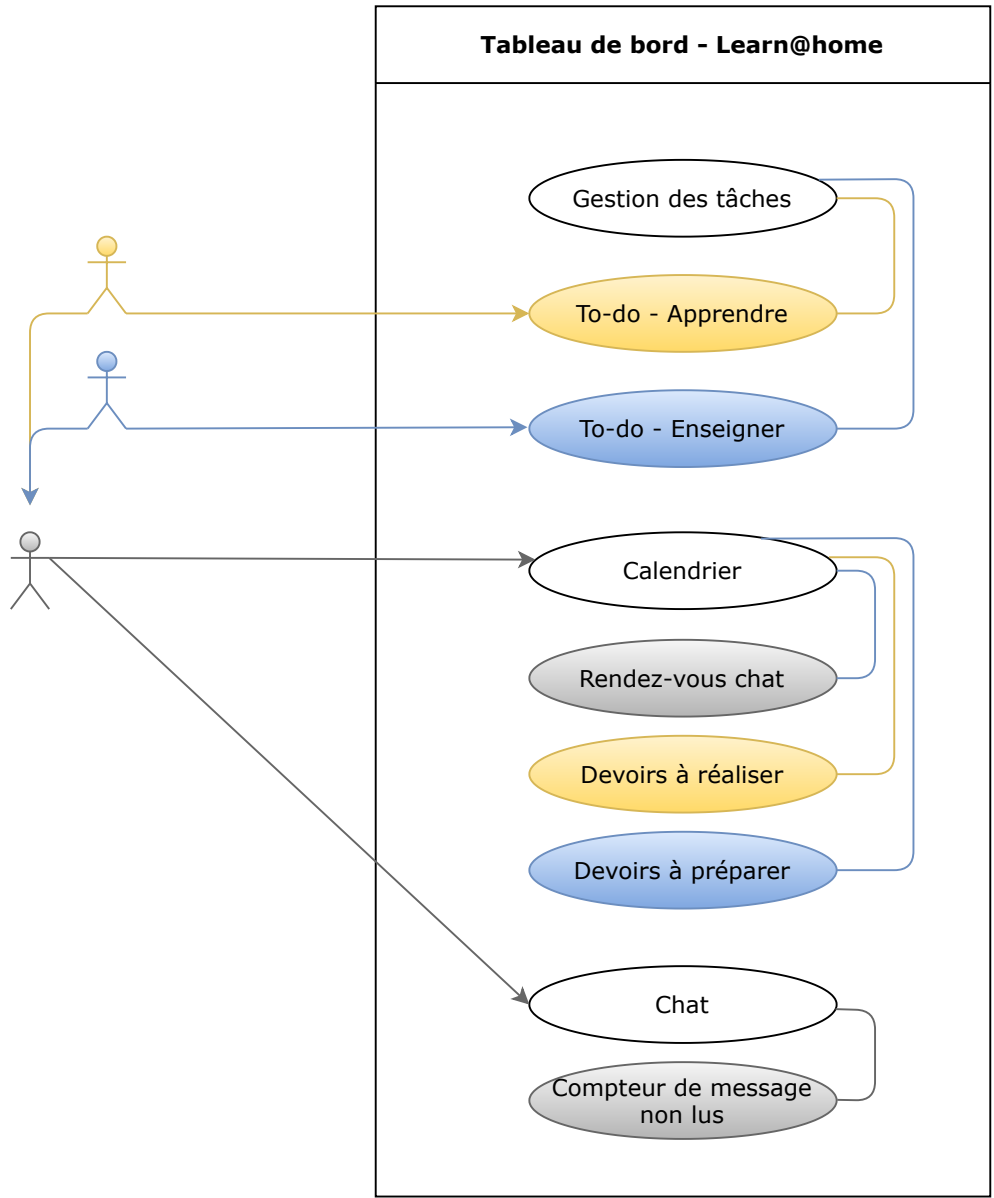 Tableau de bord - Learn@home
Gestion des tâches
To-do - Apprendre
To-do - Enseigner
Calendrier
Rendez-vous chat
Devoirs à réaliser
Devoirs à préparer
Chat
Compteur de message
non lus